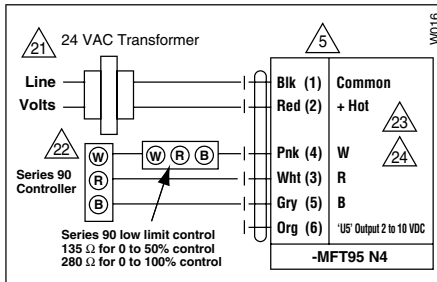 W016
21 24 VAC Transformer
5
Line
Volts
Blk (1) Common
Red (2) + Hot
23
22
W
W R B
Pnk (4) W
24
Series 90
Controller
R
Wht (3) R
B
Gry (5) B
Org (6) 'U5' Output 2 to 10 VDC
Series 90 low limit control
135 Ω for 0 to 50% control
280 Ω for 0 to 100% control
-MFT95 N4